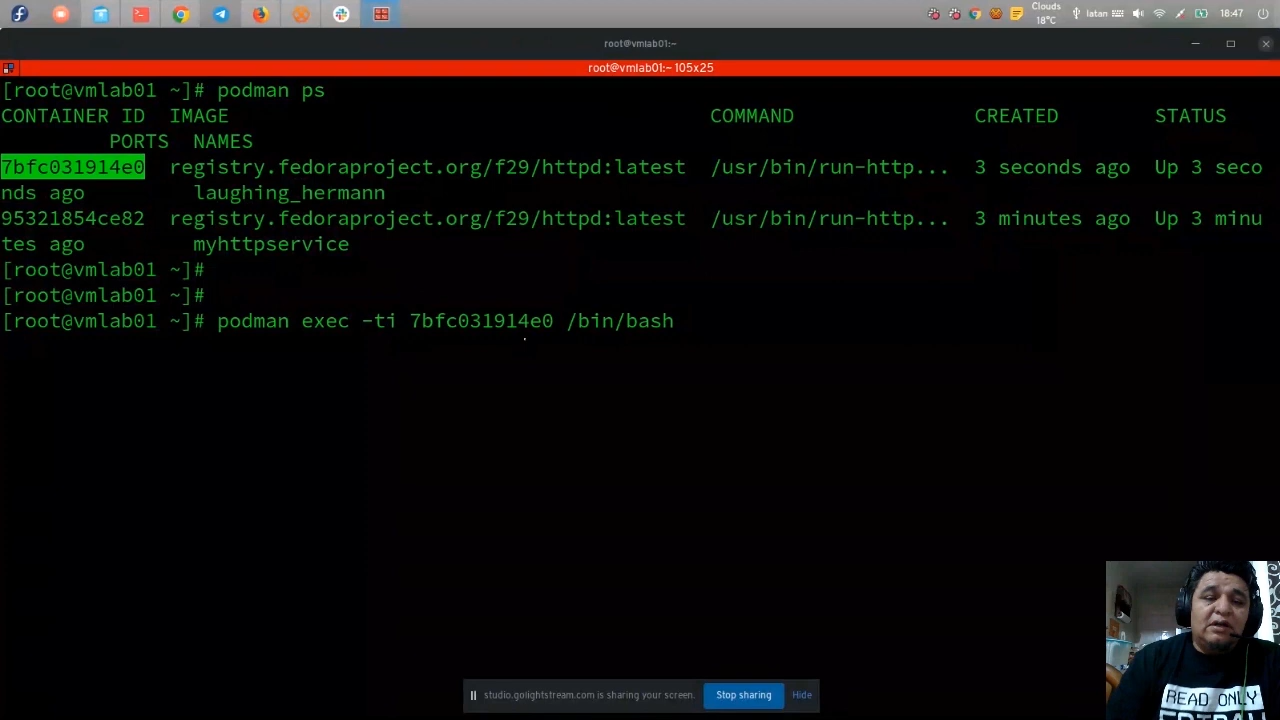 Clouds
18°C
latan
18:47
root@vmlab01:~
root@vmlab01:~ 105x25
[root@vmlab01 ~]# podman ps
CONTAINER ID  IMAGE  COMMAND  CREATED  STATUS
PORTS  NAMES
7bfc031914e0  registry.fedoraproject.org/f29/httpd:latest  /usr/bin/run-http...  3 seconds ago  Up 3 seco
nds ago  laughing_hermann
95321854ce82  registry.fedoraproject.org/f29/httpd:latest  /usr/bin/run-http...  3 minutes ago  Up 3 minu
tes ago  myhttpservice
[root@vmlab01 ~]#
[root@vmlab01 ~]#
[root@vmlab01 ~]# podman exec -ti 7bfc031914e0 /bin/bash
studio.golightstream.com is sharing your screen.
Stop sharing
Hide
READ ONLY